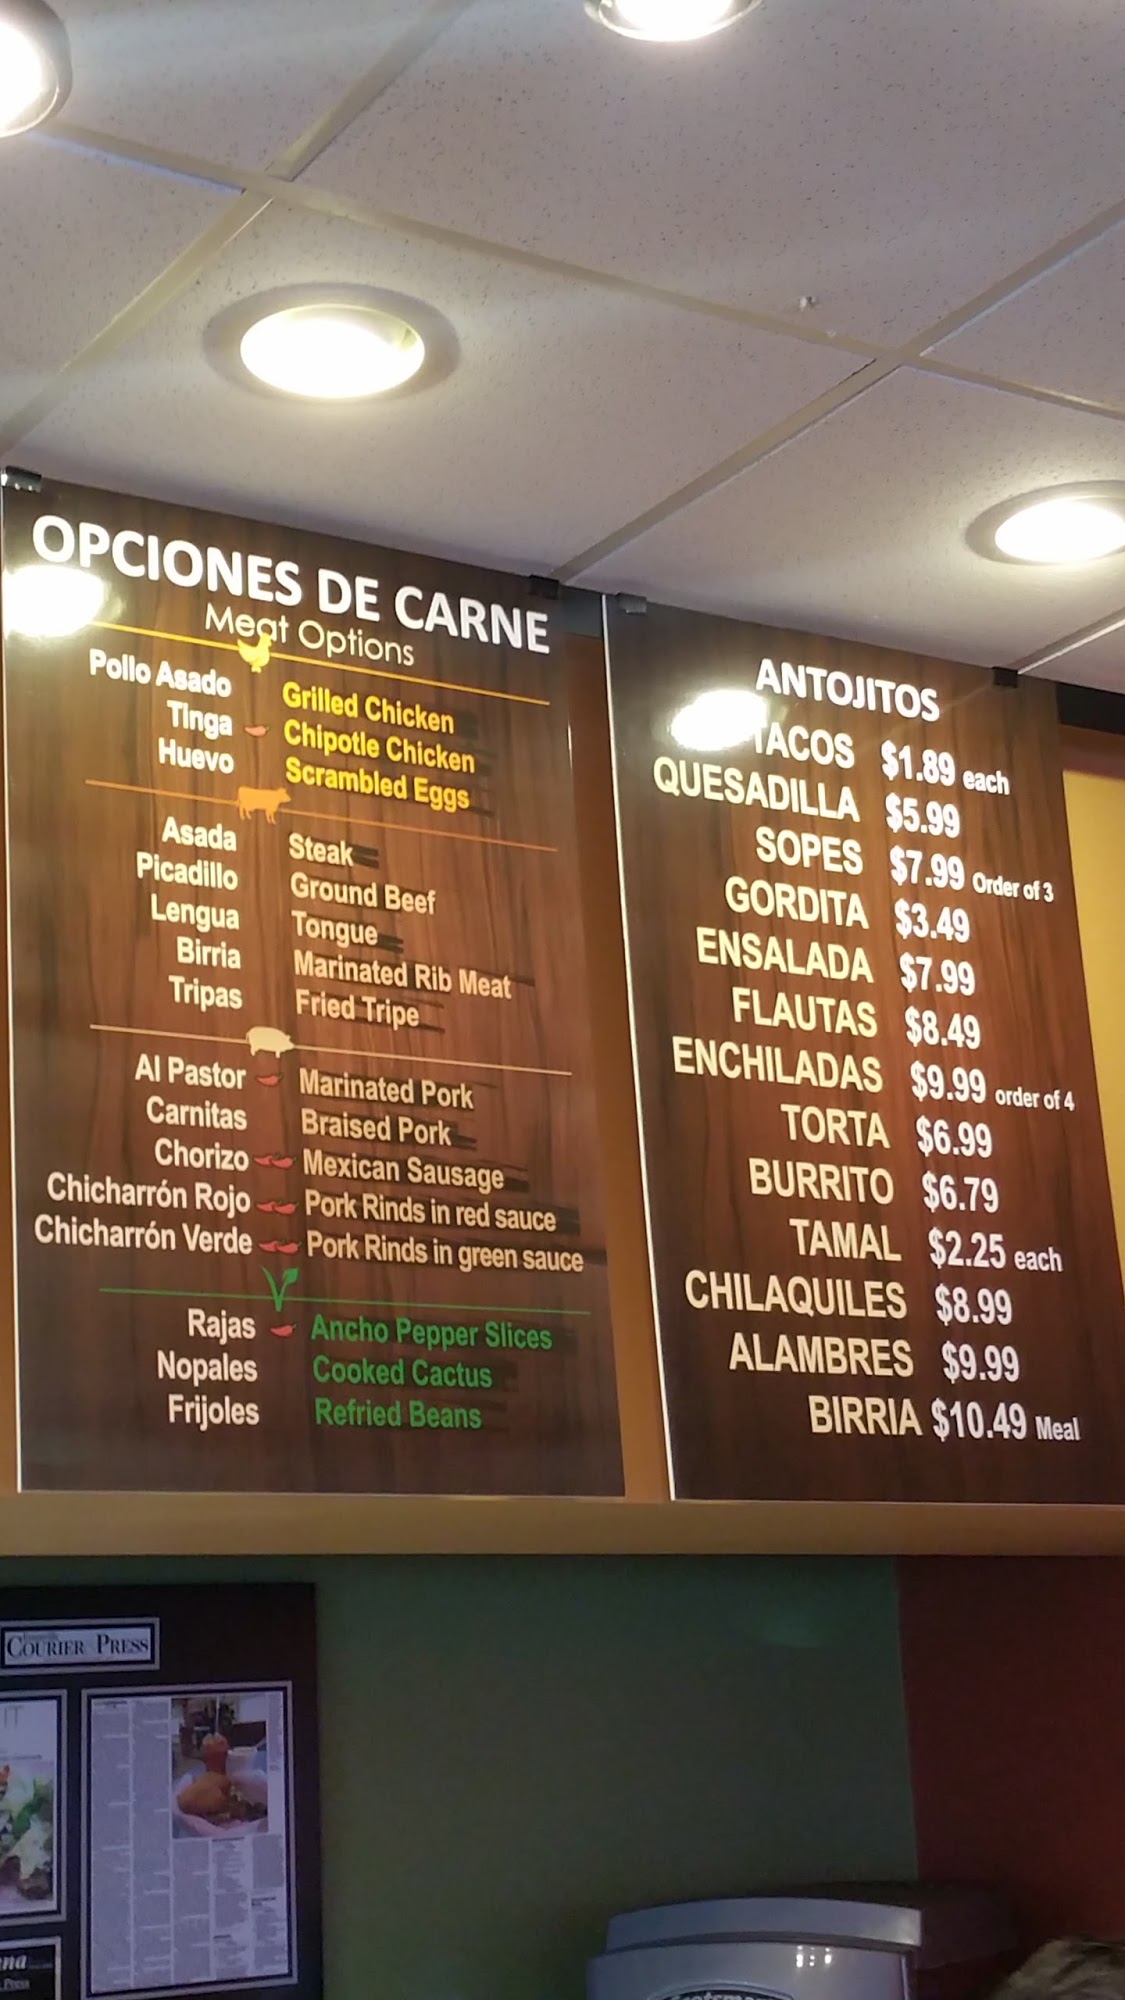 OPCIONES DE CARNE
Meat Options
Pollo Asado Grilled Chicken
Tinga Chipotle Chicken
Huevo Scrambled Eggs
Asada Steak
Picadillo Ground Beef
Lengua Tongue
Birria Marinated Rib Meat
Tripas Fried Tripe
Al Pastor Marinated Pork
Carnitas Braised Pork
Chorizo Mexican Sausage
Chicharrón Rojo Pork Rinds in red sauce
Chicharrón Verde Pork Rinds in green sauce
Rajas Ancho Pepper Slices
Nopales Cooked Cactus
Frijoles Refried Beans
ANTOJITOS
TACOS $1.89 each
QUESADILLA $5.99
SOPES $7.99 Order of 3
GORDITA $3.49
ENSALADA $7.99
FLAUTAS $8.49
ENCHILADAS $9.99 order of 4
TORTA $6.99
BURRITO $6.79
TAMAL $2.25 each
CHILAQUILES $8.99
ALAMBRES $9.99
BIRRIA $10.49 Meal
COURIER PRESS